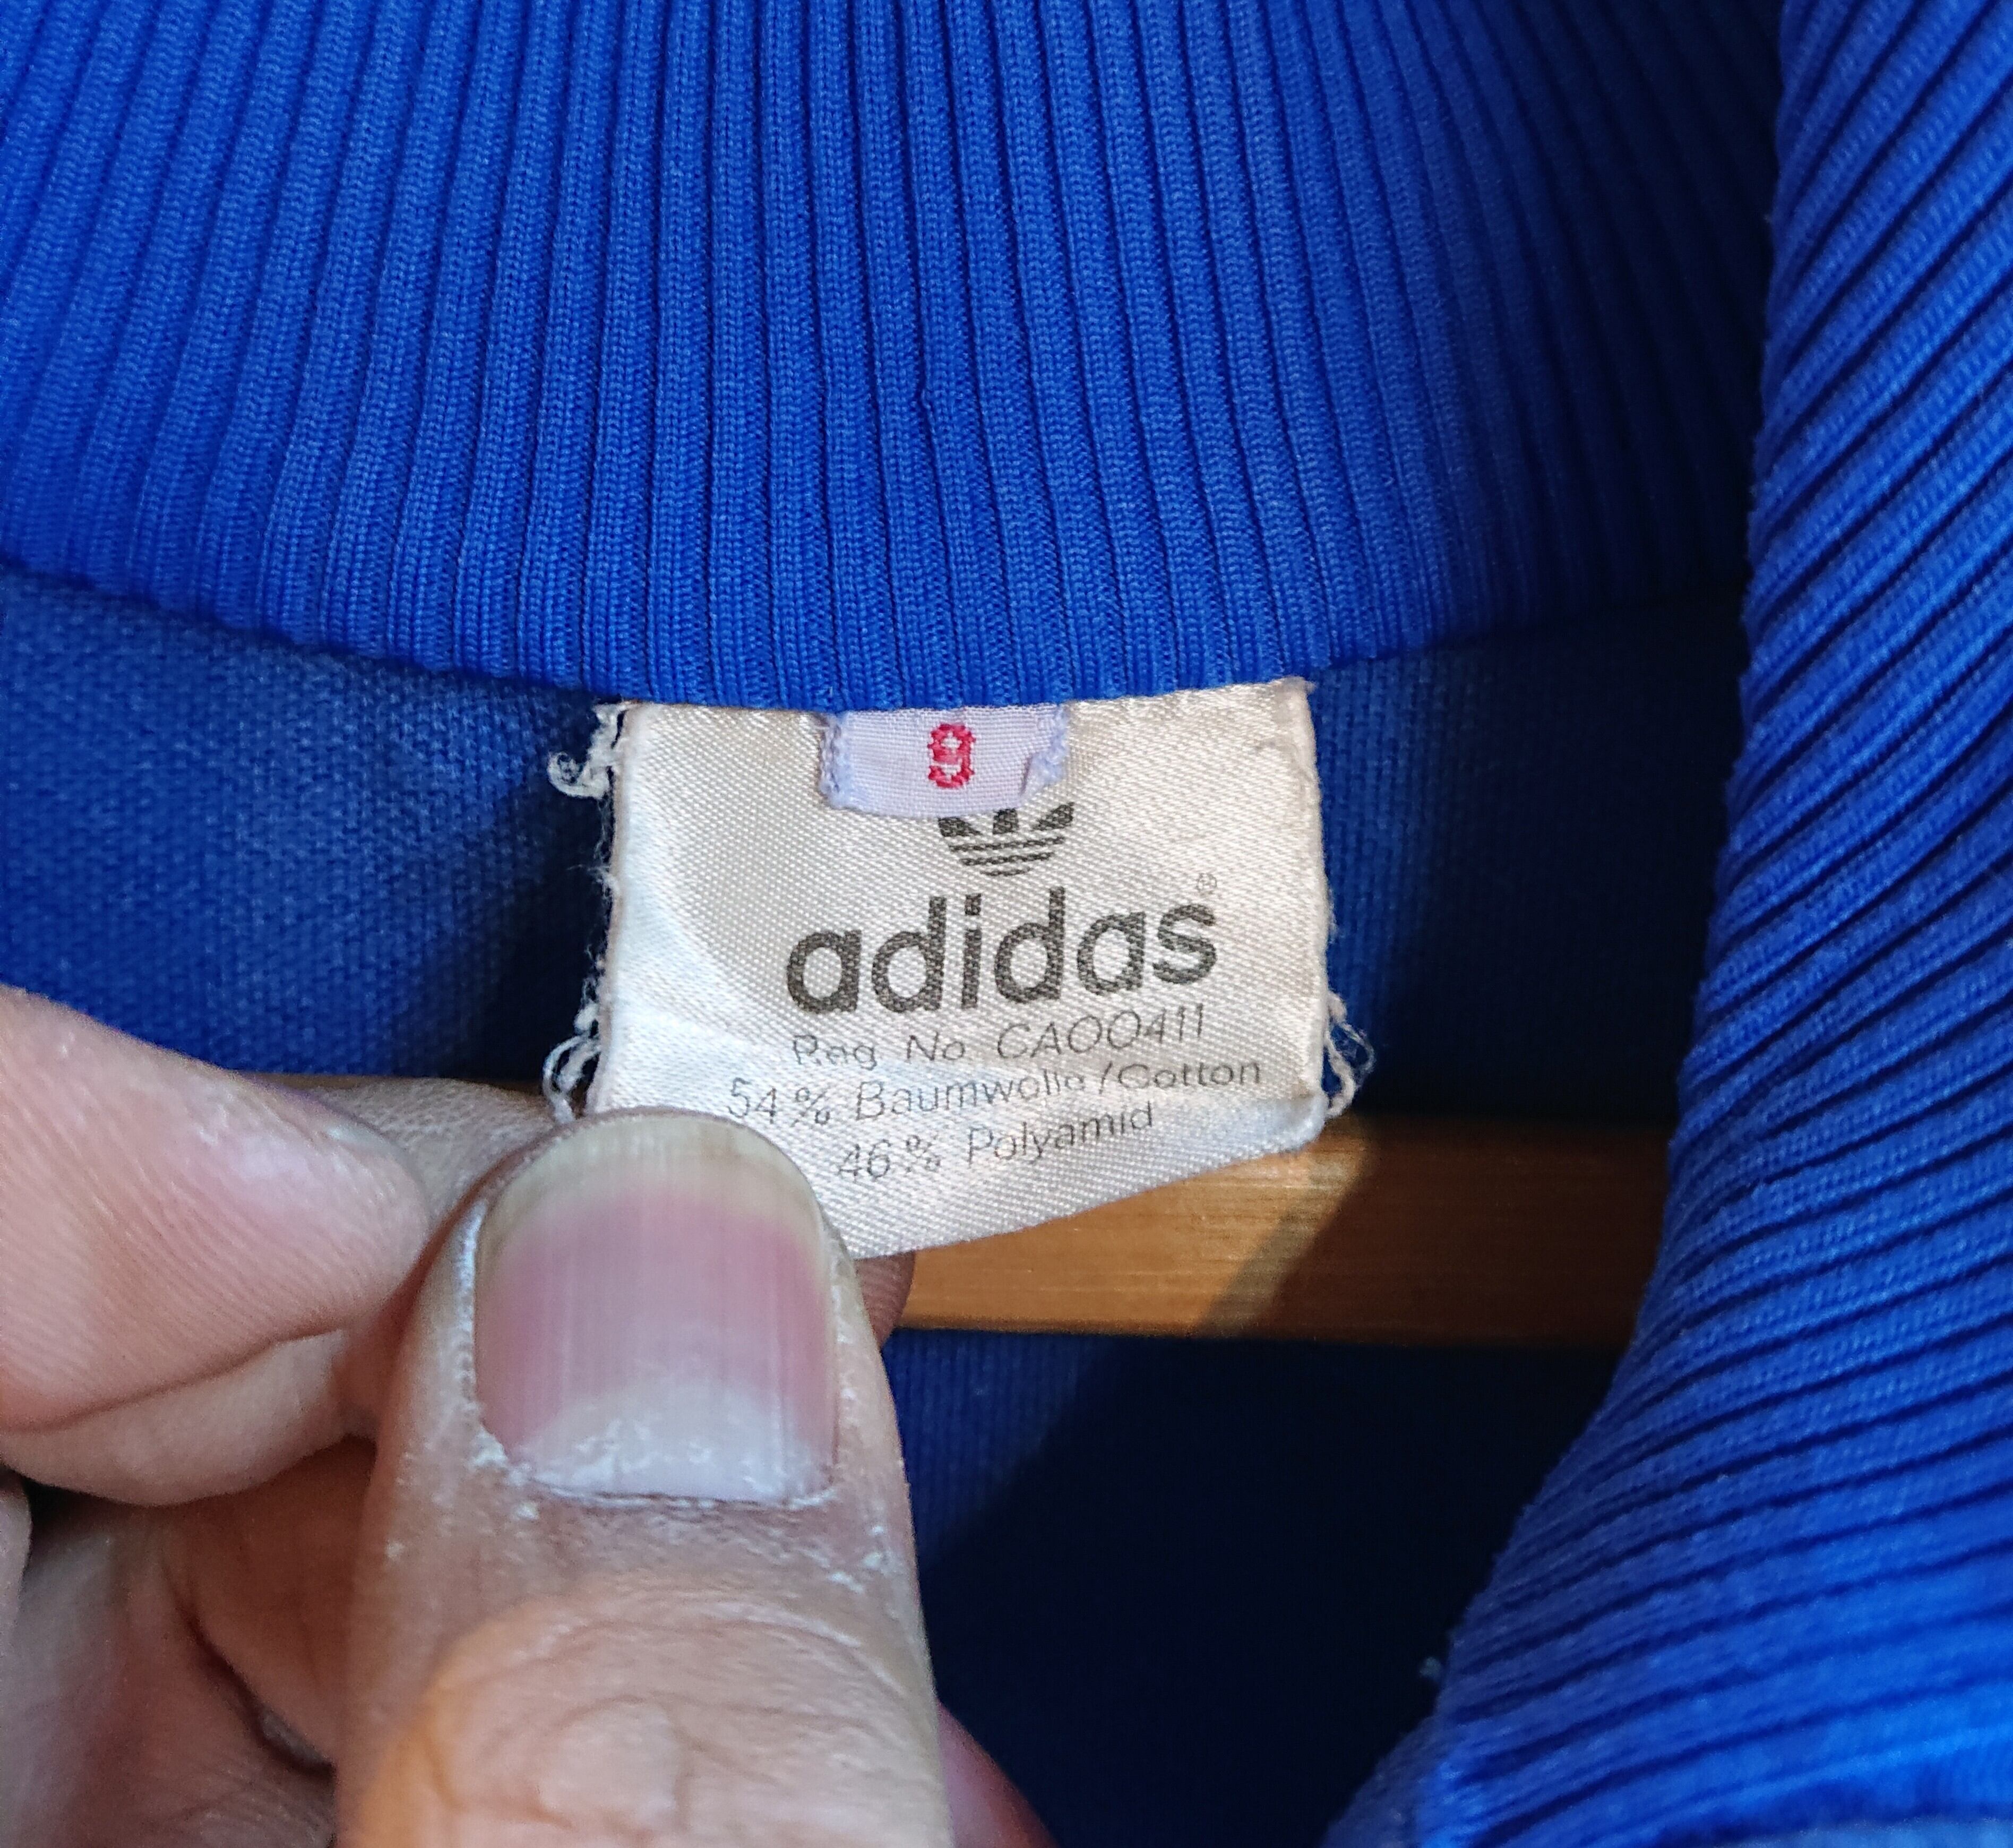 9
adidas®
Reg No CA00411
54% Baumwolle/Cotton
46% Polyamid